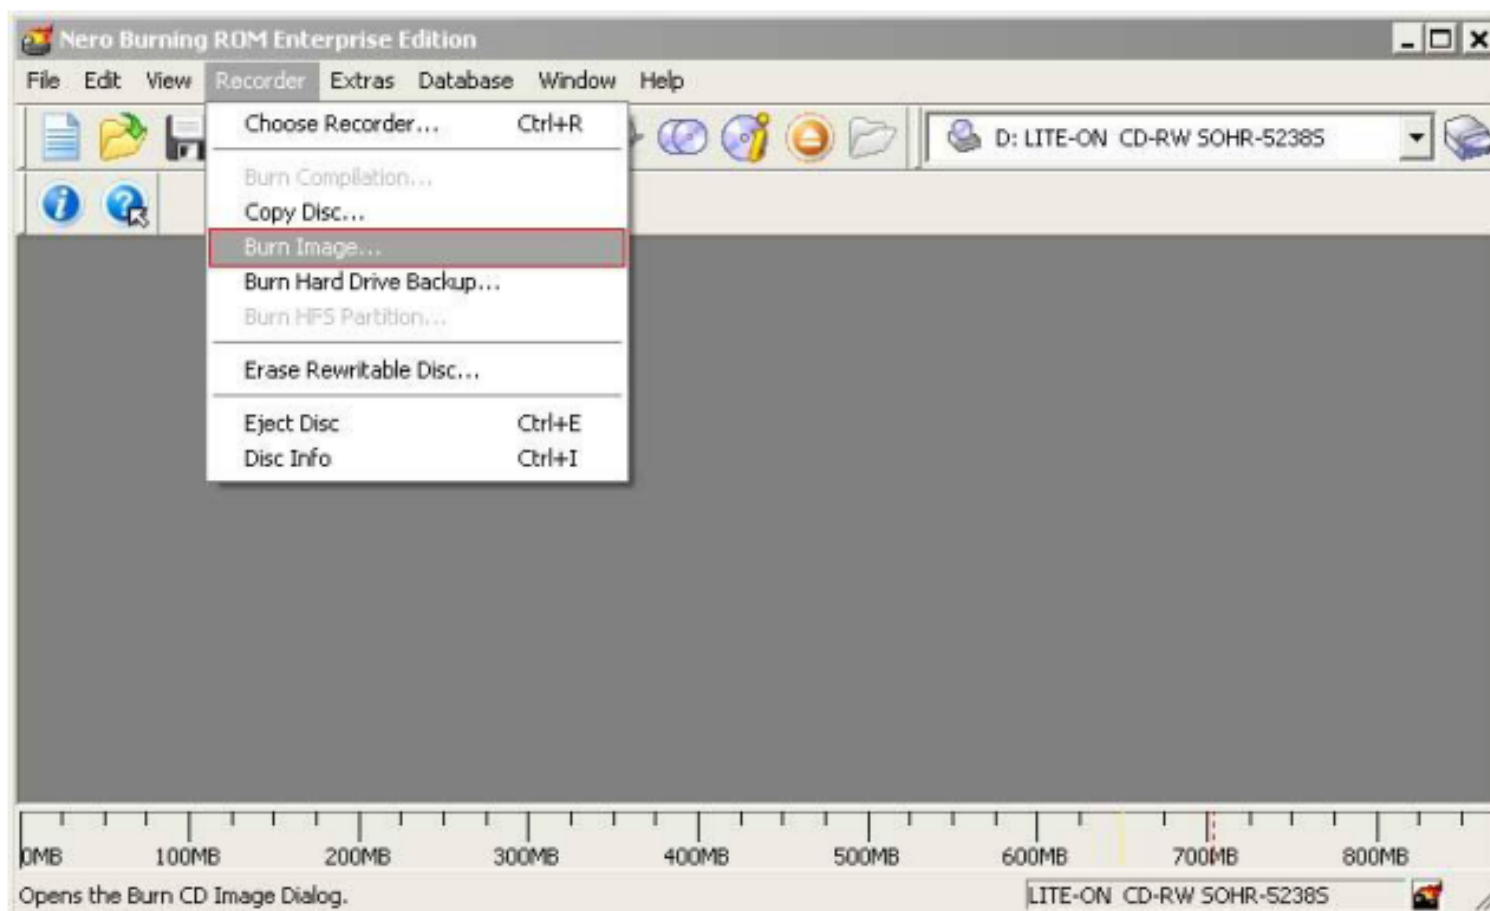 Nero Burning ROM Enterprise Edition
File Edit View Recorder Extras Database Window Help
Choose Recorder... Ctrl+R
D: LITE-ON CD-RW SOHR-5238S
Burn Compilation...
Copy Disc...
Burn Image...
Burn Hard Drive Backup...
Burn HFS Partition...
Erase Rewritable Disc...
Eject Disc Ctrl+E
Disc Info Ctrl+I
0MB 100MB 200MB 300MB 400MB 500MB 600MB 700MB 800MB
Opens the Burn CD Image Dialog. LITE-ON CD-RW SOHR-5238S